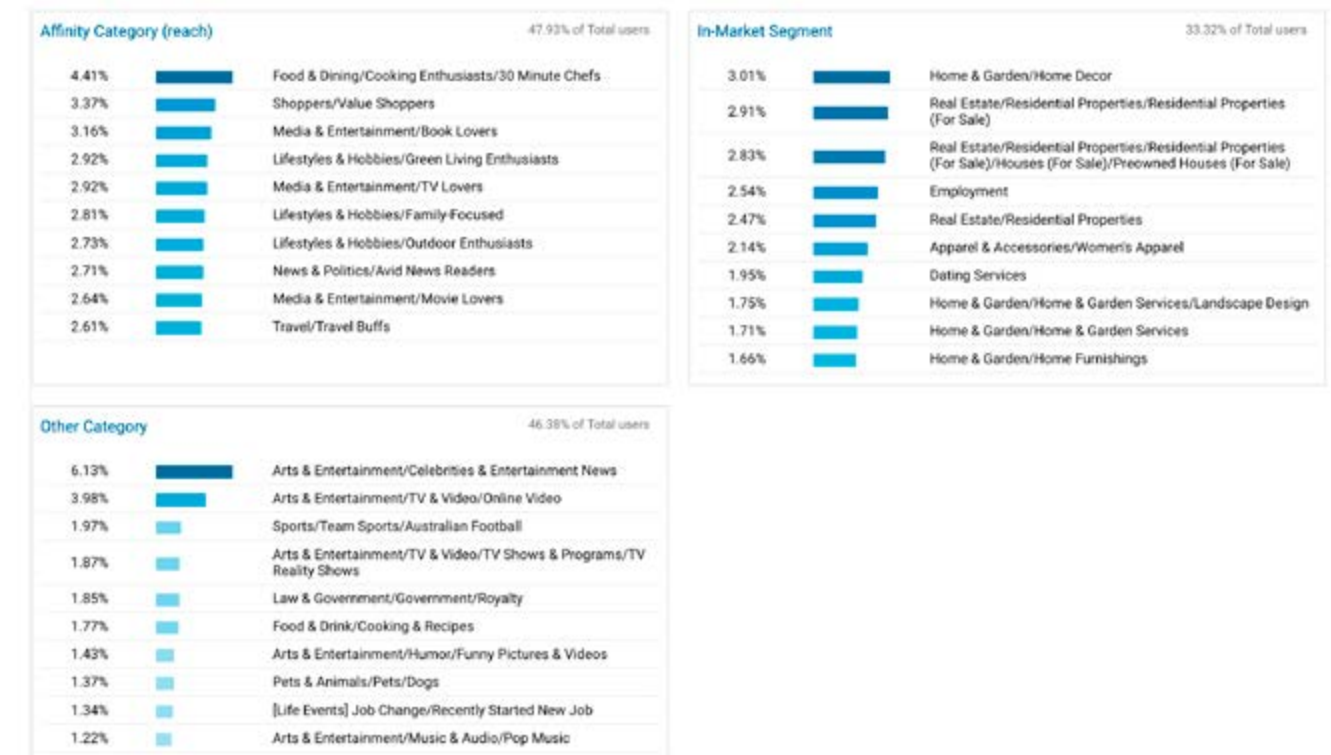 Affinity Category (reach)
47.93% of Total users
4.41% Food & Dining/Cooking Enthusiasts/30 Minute Chefs
3.37% Shoppers/Value Shoppers
3.16% Media & Entertainment/Book Lovers
2.92% Lifestyles & Hobbies/Green Living Enthusiasts
2.92% Media & Entertainment/TV Lovers
2.81% Lifestyles & Hobbies/Family-Focused
2.73% Lifestyles & Hobbies/Outdoor Enthusiasts
2.71% News & Politics/Avid News Readers
2.64% Media & Entertainment/Movie Lovers
2.61% Travel/Travel Buffs
In-Market Segment
33.32% of Total users
3.01% Home & Garden/Home Decor
2.91% Real Estate/Residential Properties/Residential Properties
(For Sale)
2.83% Real Estate/Residential Properties/Residential Properties
(For Sale)/Houses (For Sale)/Preowned Houses (For Sale)
2.54% Employment
2.47% Real Estate/Residential Properties
2.14% Apparel & Accessories/Women's Apparel
1.95% Dating Services
1.75% Home & Garden/Home & Garden Services/Landscape Design
1.71% Home & Garden/Home & Garden Services
1.66% Home & Garden/Home Furnishings
Other Category
46.38% of Total users
6.13% Arts & Entertainment/Celebrities & Entertainment News
3.98% Arts & Entertainment/TV & Video/Online Video
1.97% Sports/Team Sports/Australian Football
1.87% Arts & Entertainment/TV & Video/TV Shows & Programs/TV
Reality Shows
1.85% Law & Government/Government/Royalty
1.77% Food & Drink/Cooking & Recipes
1.43% Arts & Entertainment/Humor/Funny Pictures & Videos
1.37% Pets & Animals/Pets/Dogs
1.34% [Life Events] Job Change/Recently Started New Job
1.22% Arts & Entertainment/Music & Audio/Pop Music